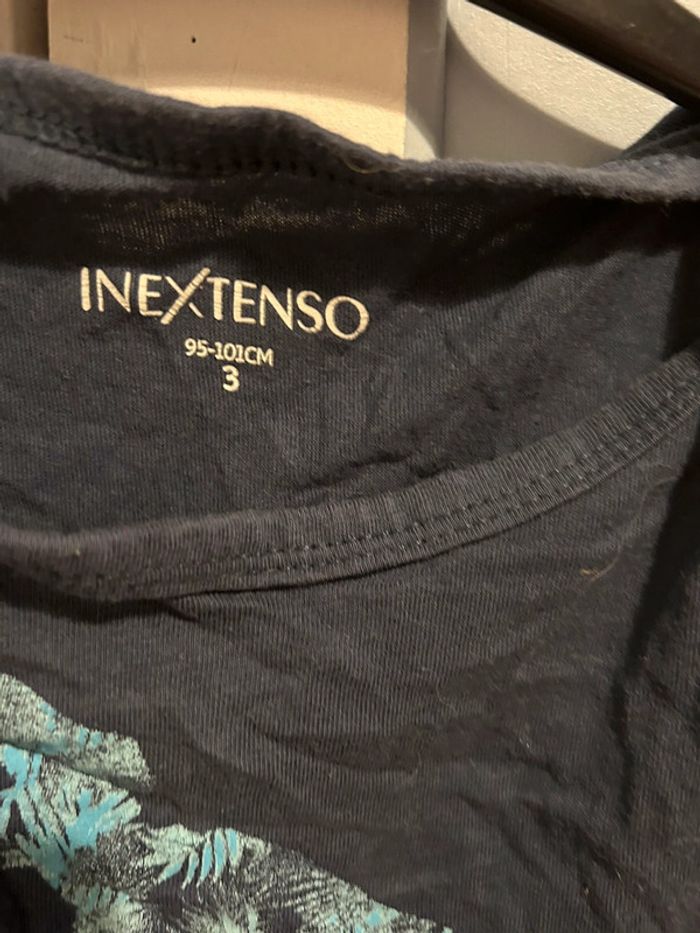 INEXTENSO
95-101CM
3